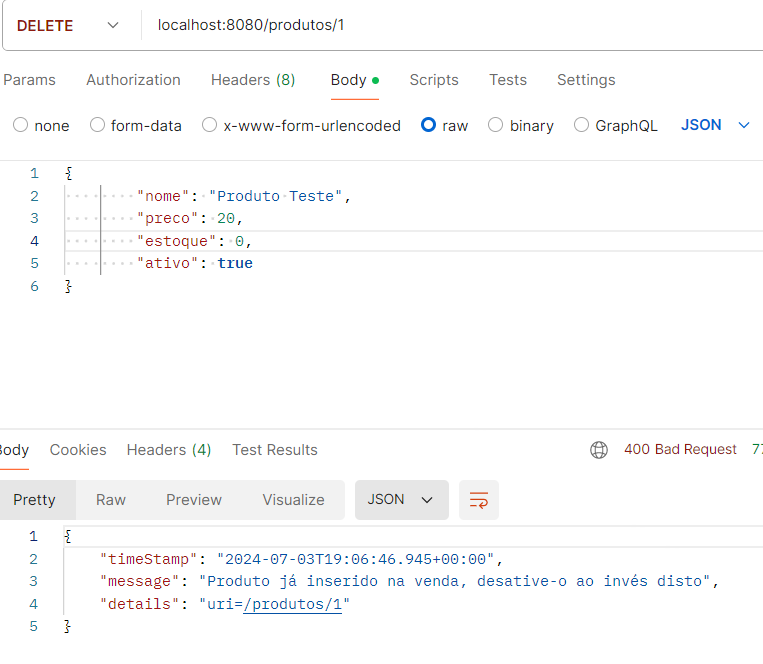 DELETE localhost:8080/produtos/1
Params Authorization Headers (8) Body Scripts Tests Settings
none form-data x-www-form-urlencoded raw binary GraphQL JSON
1 {
2 "nome": "Produto Teste",
3 "preco": 20,
4 "estoque": 0,
5 "ativo": true
6 }
Body Cookies Headers (4) Test Results 400 Bad Request
Pretty Raw Preview Visualize JSON
1 {
2 "timeStamp": "2024-07-03T19:06:46.945+00:00",
3 "message": "Produto já inserido na venda, desative-o ao invés disto",
4 "details": "uri=/produtos/1"
5 }